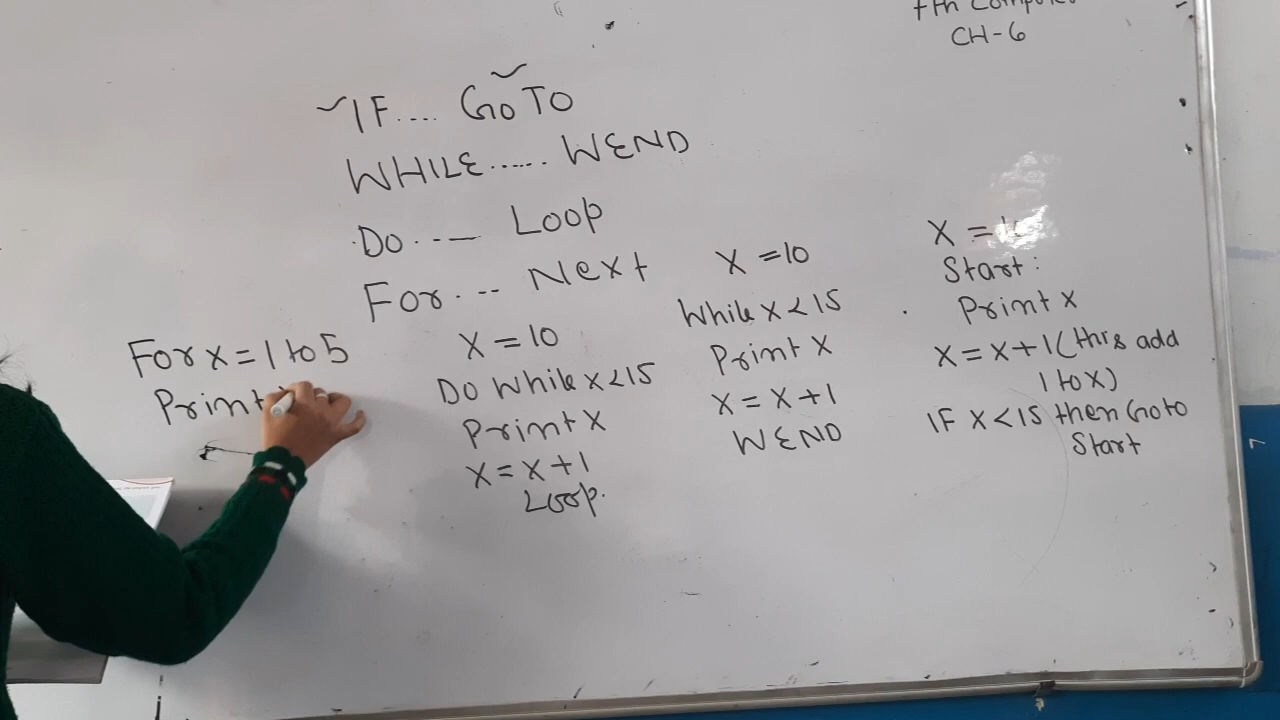 7th Computer
CH-6
IF.... GoTo
WHILE...... WEND
Do.... Loop
For.... Next
For x = 1 to 5
Print
X = 10
Do While x<15
Print X
X = X + 1
Loop.
X = 10
While x<15
Print X
X = X + 1
WEND
X =
Start:
Print x
X = X+1 (this add
1 to x)
IF X<15 then Goto
Start